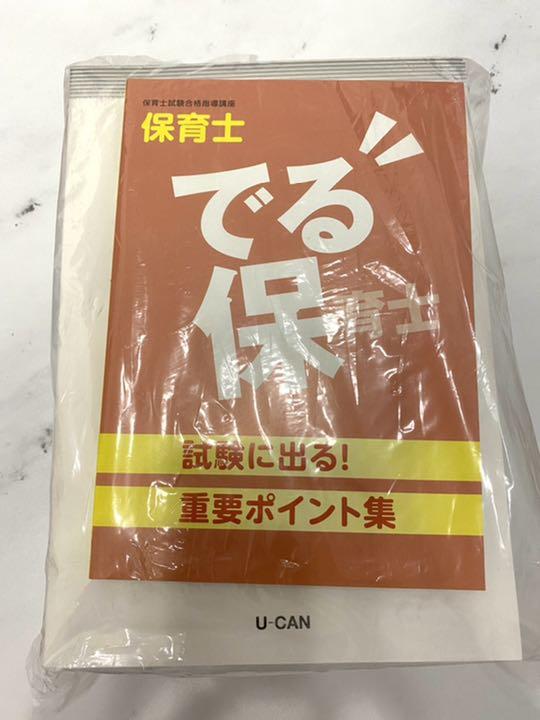 保育士試験合格指導講座
保育士
でる
保育士
試験に出る!
重要ポイント集
U-CAN